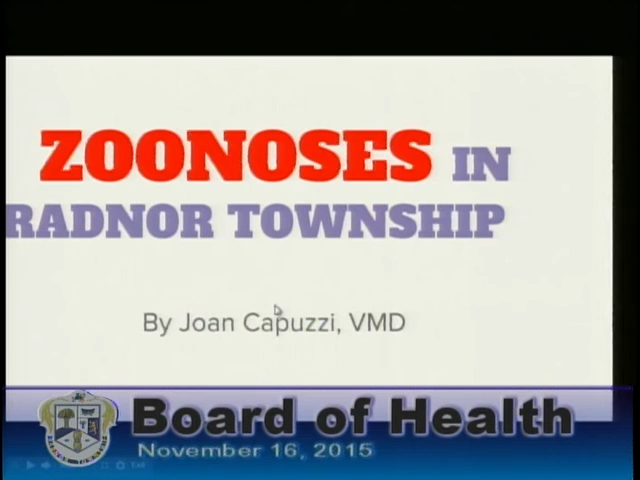 ZOONOSES IN
RADNOR TOWNSHIP
By Joan Capuzzi, VMD
Board of Health
November 16, 2015